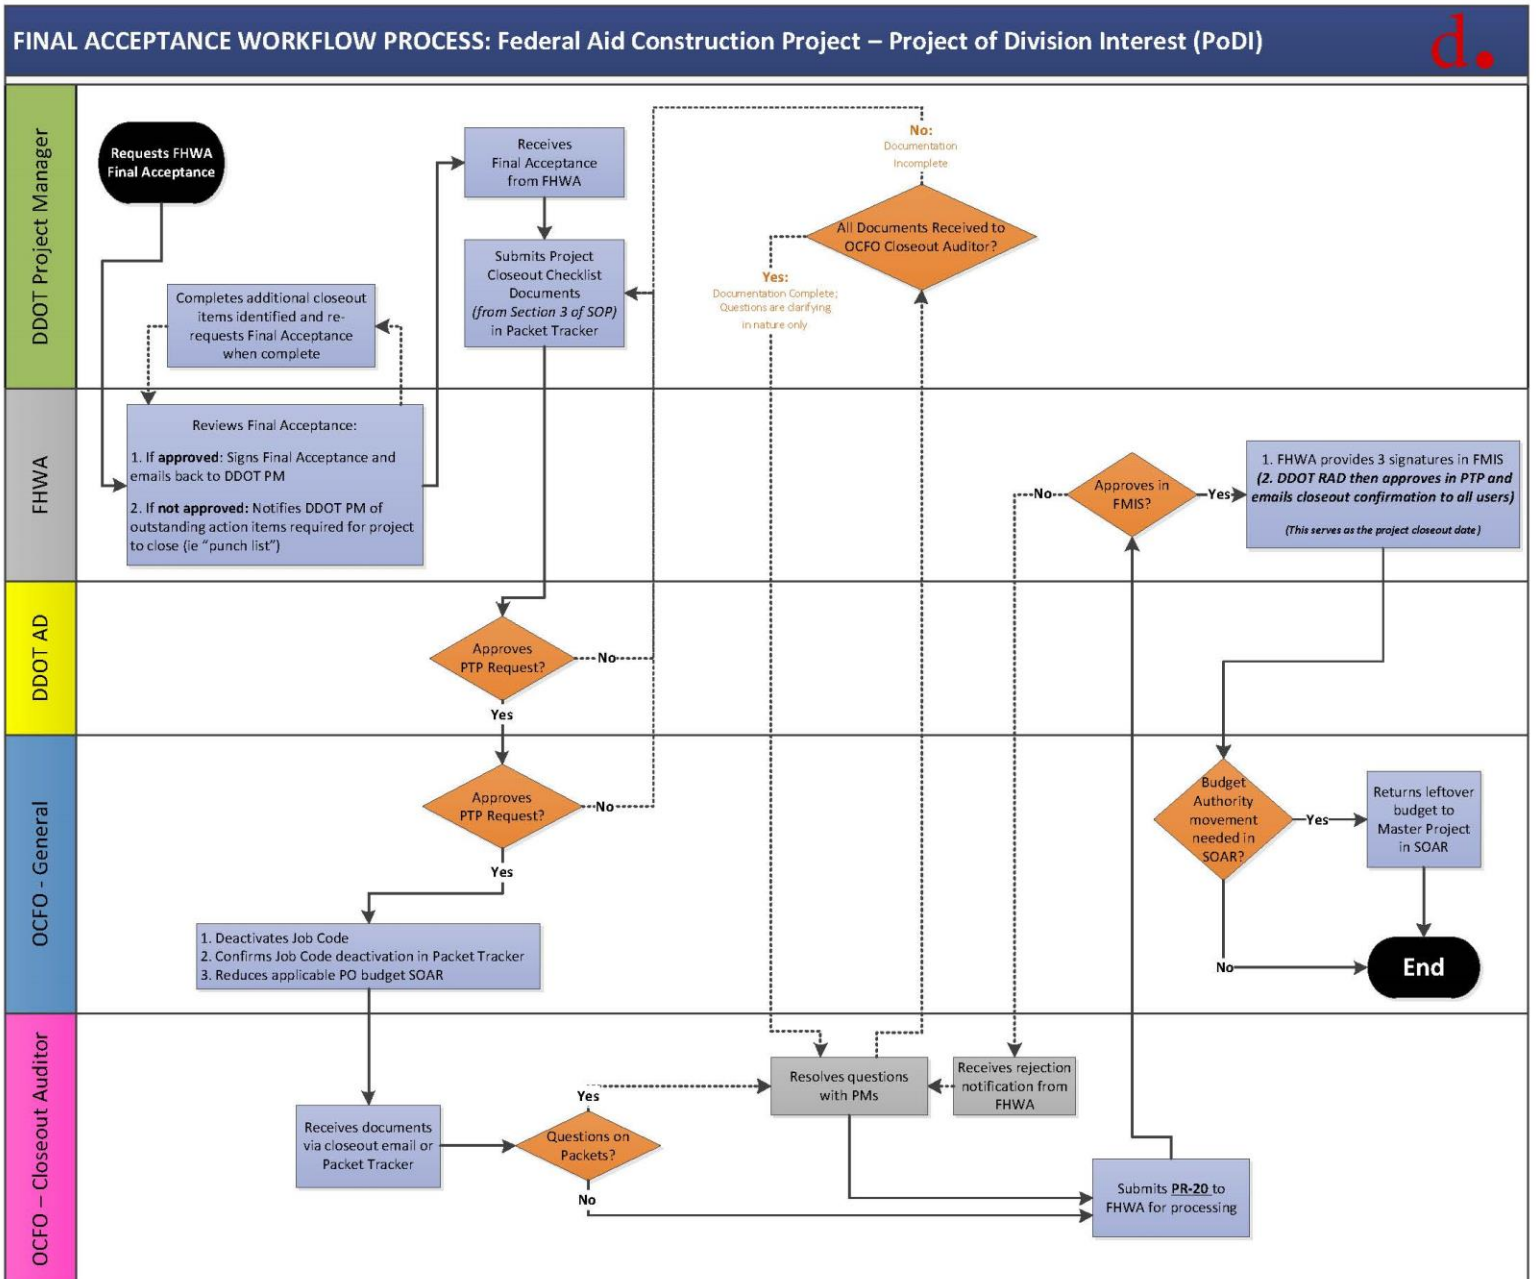 FINAL ACCEPTANCE WORKFLOW PROCESS: Federal Aid Construction Project – Project of Division Interest (PoDI)
d.
DDOT Project Manager
Requests FHWA
Final Acceptance
Receives
Final Acceptance
from FHWA
No:
Documentation
Incomplete
All Documents Received to
OCFO Closeout Auditor?
Submits Project
Closeout Checklist
Documents
(from Section 3 of SOP)
in Packet Tracker
Yes:
Documentation Complete;
Questions are clarifying
in nature only
Completes additional closeout
items identified and re-
requests Final Acceptance
when complete
FHWA
Reviews Final Acceptance:
1. If approved: Signs Final Acceptance and
emails back to DDOT PM
2. If not approved: Notifies DDOT PM of
outstanding action items required for project
to close (ie “punch list”)
No
Approves in
FMIS?
Yes
1. FHWA provides 3 signatures in FMIS
(2. DDOT RAD then approves in PTP and
emails closeout confirmation to all users)
(This serves as the project closeout date)
DDOT AD
Approves
PTP Request?
No
Yes
OCFO - General
Approves
PTP Request?
No
Yes
Budget
Authority
movement
needed in
SOAR?
Yes
Returns leftover
budget to
Master Project
in SOAR
No
End
1. Deactivates Job Code
2. Confirms Job Code deactivation in Packet Tracker
3. Reduces applicable PO budget SOAR
OCFO – Closeout Auditor
Receives documents
via closeout email or
Packet Tracker
Yes
Questions on
Packets?
No
Resolves questions
with PMs
Receives rejection
notification from
FHWA
Submits PR-20 to
FHWA for processing